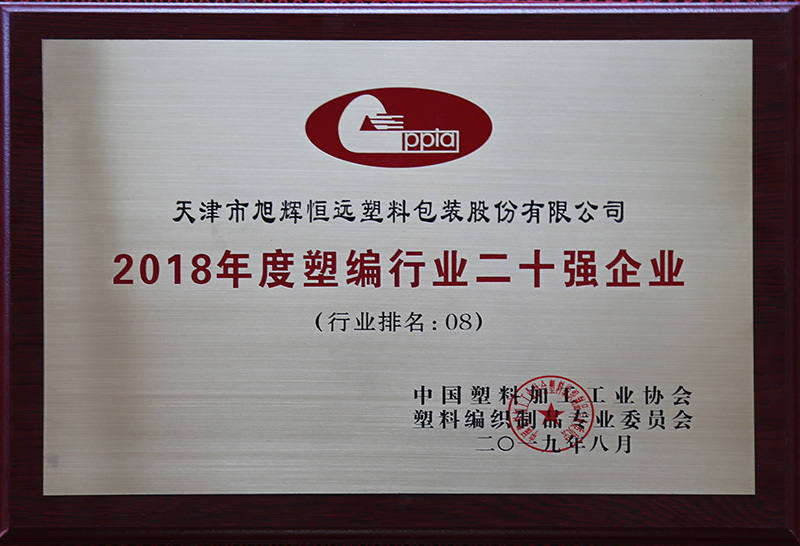 ppta
天津市旭辉恒远塑料包装股份有限公司
2018年度塑编行业二十强企业
(行业排名:08)
中国塑料加工工业协会
塑料编织制品专业委员会
二〇一九年八月